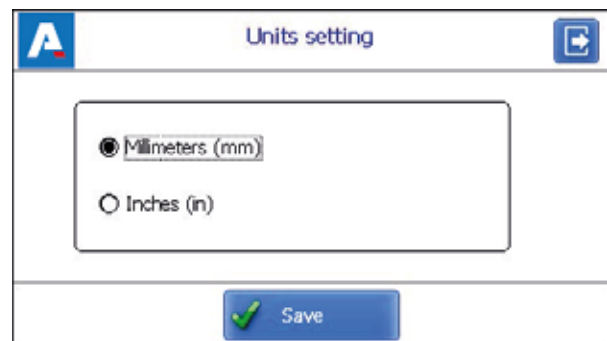 A
Units setting
Millimeters (mm)
Inches (in)
Save